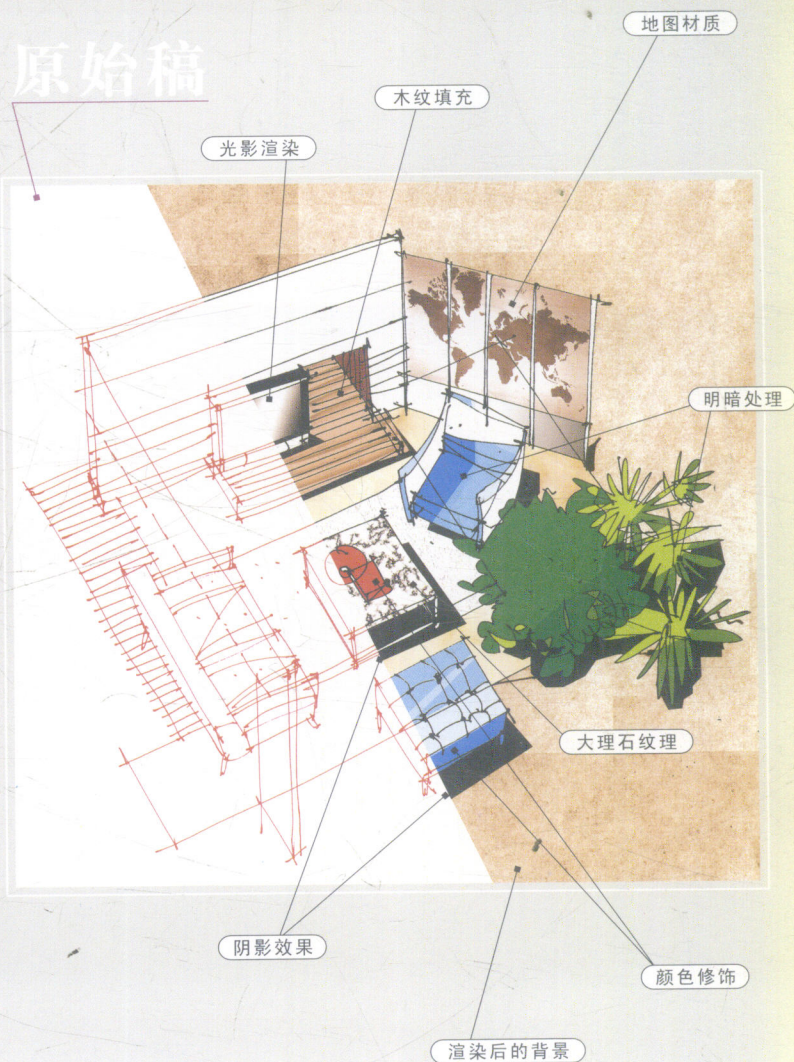 地图材质
原始稿
木纹填充
光影渲染
明暗处理
大理石纹理
阴影效果
颜色修饰
渲染后的背景